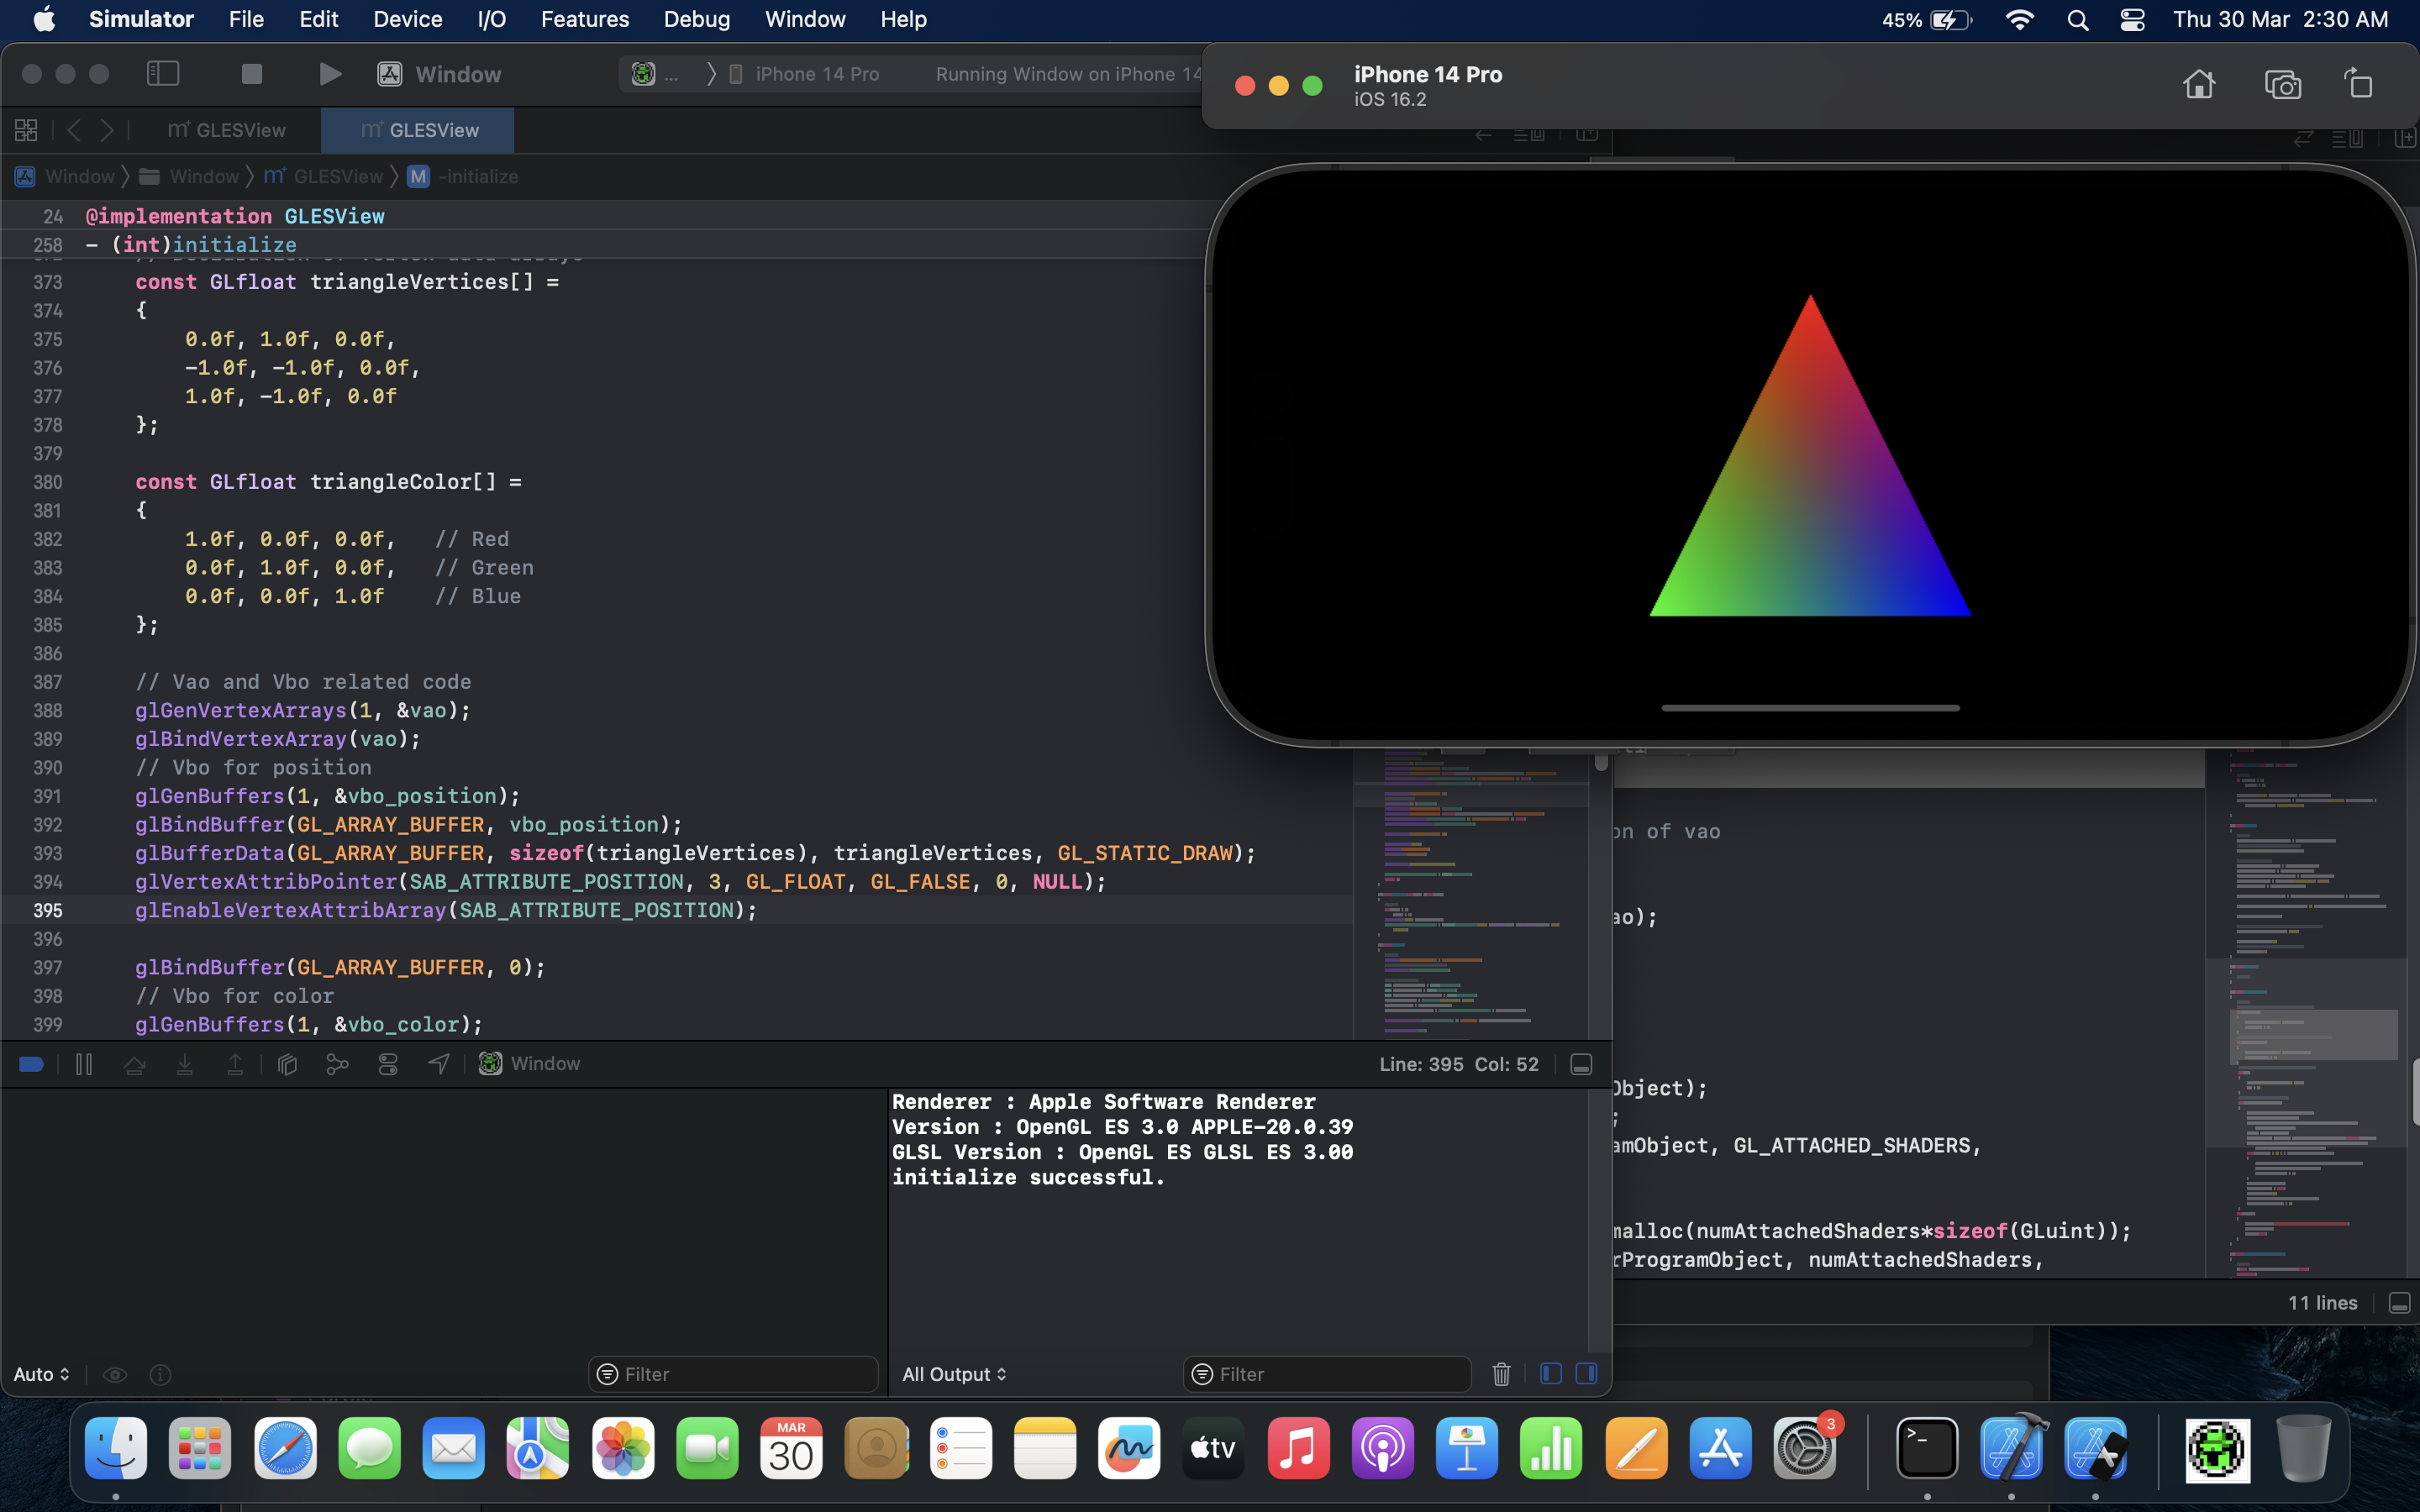 Simulator File Edit Device I/O Features Debug Window Help 45% Thu 30 Mar 2:30 AM
Window ... iPhone 14 Pro Running Window on iPhone 14
iPhone 14 Pro
iOS 16.2
GLESView GLESView
Window Window GLESView M -initialize
24 @implementation GLESView
258 - (int)initialize
373 const GLfloat triangleVertices[] =
374 {
375 0.0f, 1.0f, 0.0f,
376 -1.0f, -1.0f, 0.0f,
377 1.0f, -1.0f, 0.0f
378 };
379
380 const GLfloat triangleColor[] =
381 {
382 1.0f, 0.0f, 0.0f, // Red
383 0.0f, 1.0f, 0.0f, // Green
384 0.0f, 0.0f, 1.0f // Blue
385 };
386
387 // Vao and Vbo related code
388 glGenVertexArrays(1, &vao);
389 glBindVertexArray(vao);
390 // Vbo for position
391 glGenBuffers(1, &vbo_position);
392 glBindBuffer(GL_ARRAY_BUFFER, vbo_position);
393 glBufferData(GL_ARRAY_BUFFER, sizeof(triangleVertices), triangleVertices, GL_STATIC_DRAW);
394 glVertexAttribPointer(SAB_ATTRIBUTE_POSITION, 3, GL_FLOAT, GL_FALSE, 0, NULL);
395 glEnableVertexAttribArray(SAB_ATTRIBUTE_POSITION);
396
397 glBindBuffer(GL_ARRAY_BUFFER, 0);
398 // Vbo for color
399 glGenBuffers(1, &vbo_color);
of vao
ao);
Object);
;
amObject, GL_ATTACHED_SHADERS,
malloc(numAttachedShaders*sizeof(GLuint));
rProgramObject, numAttachedShaders,
11 lines
Window Line: 395 Col: 52
Renderer : Apple Software Renderer
Version : OpenGL ES 3.0 APPLE-20.0.39
GLSL Version : OpenGL ES GLSL ES 3.00
initialize successful.
Auto Filter All Output Filter
MAR
30
tv
3
>_